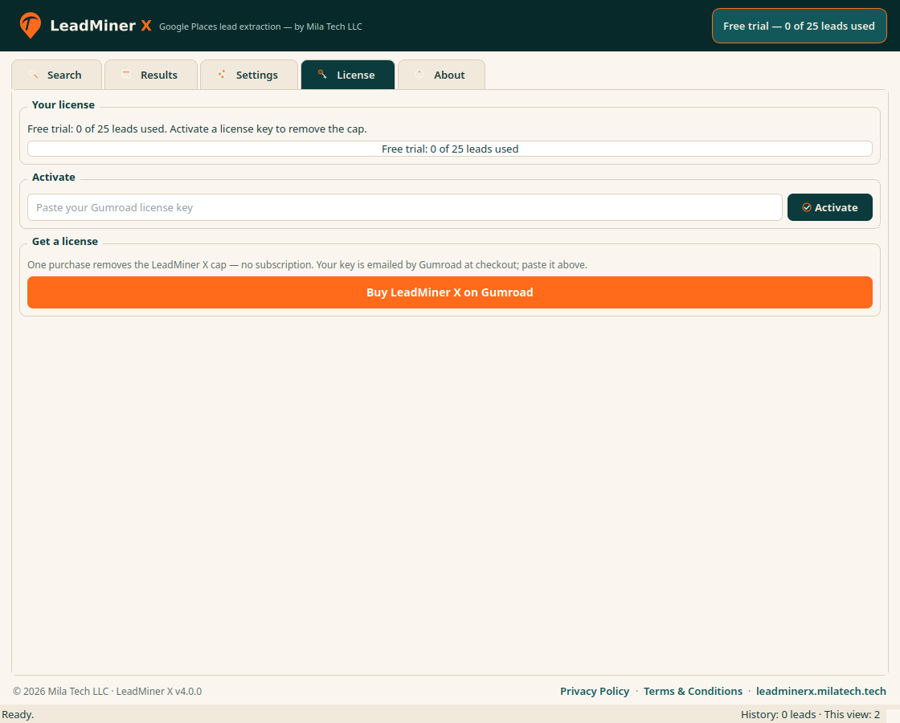 LeadMiner X Google Places lead extraction — by Mila Tech LLC
Free trial — 0 of 25 leads used
Search Results Settings License About
Your license
Free trial: 0 of 25 leads used. Activate a license key to remove the cap.
Free trial: 0 of 25 leads used
Activate
Paste your Gumroad license key
Activate
Get a license
One purchase removes the LeadMiner X cap — no subscription. Your key is emailed by Gumroad at checkout; paste it above.
Buy LeadMiner X on Gumroad
© 2026 Mila Tech LLC · LeadMiner X v4.0.0
Privacy Policy · Terms & Conditions · leadminerx.milatech.tech
Ready.
History: 0 leads · This view: 2